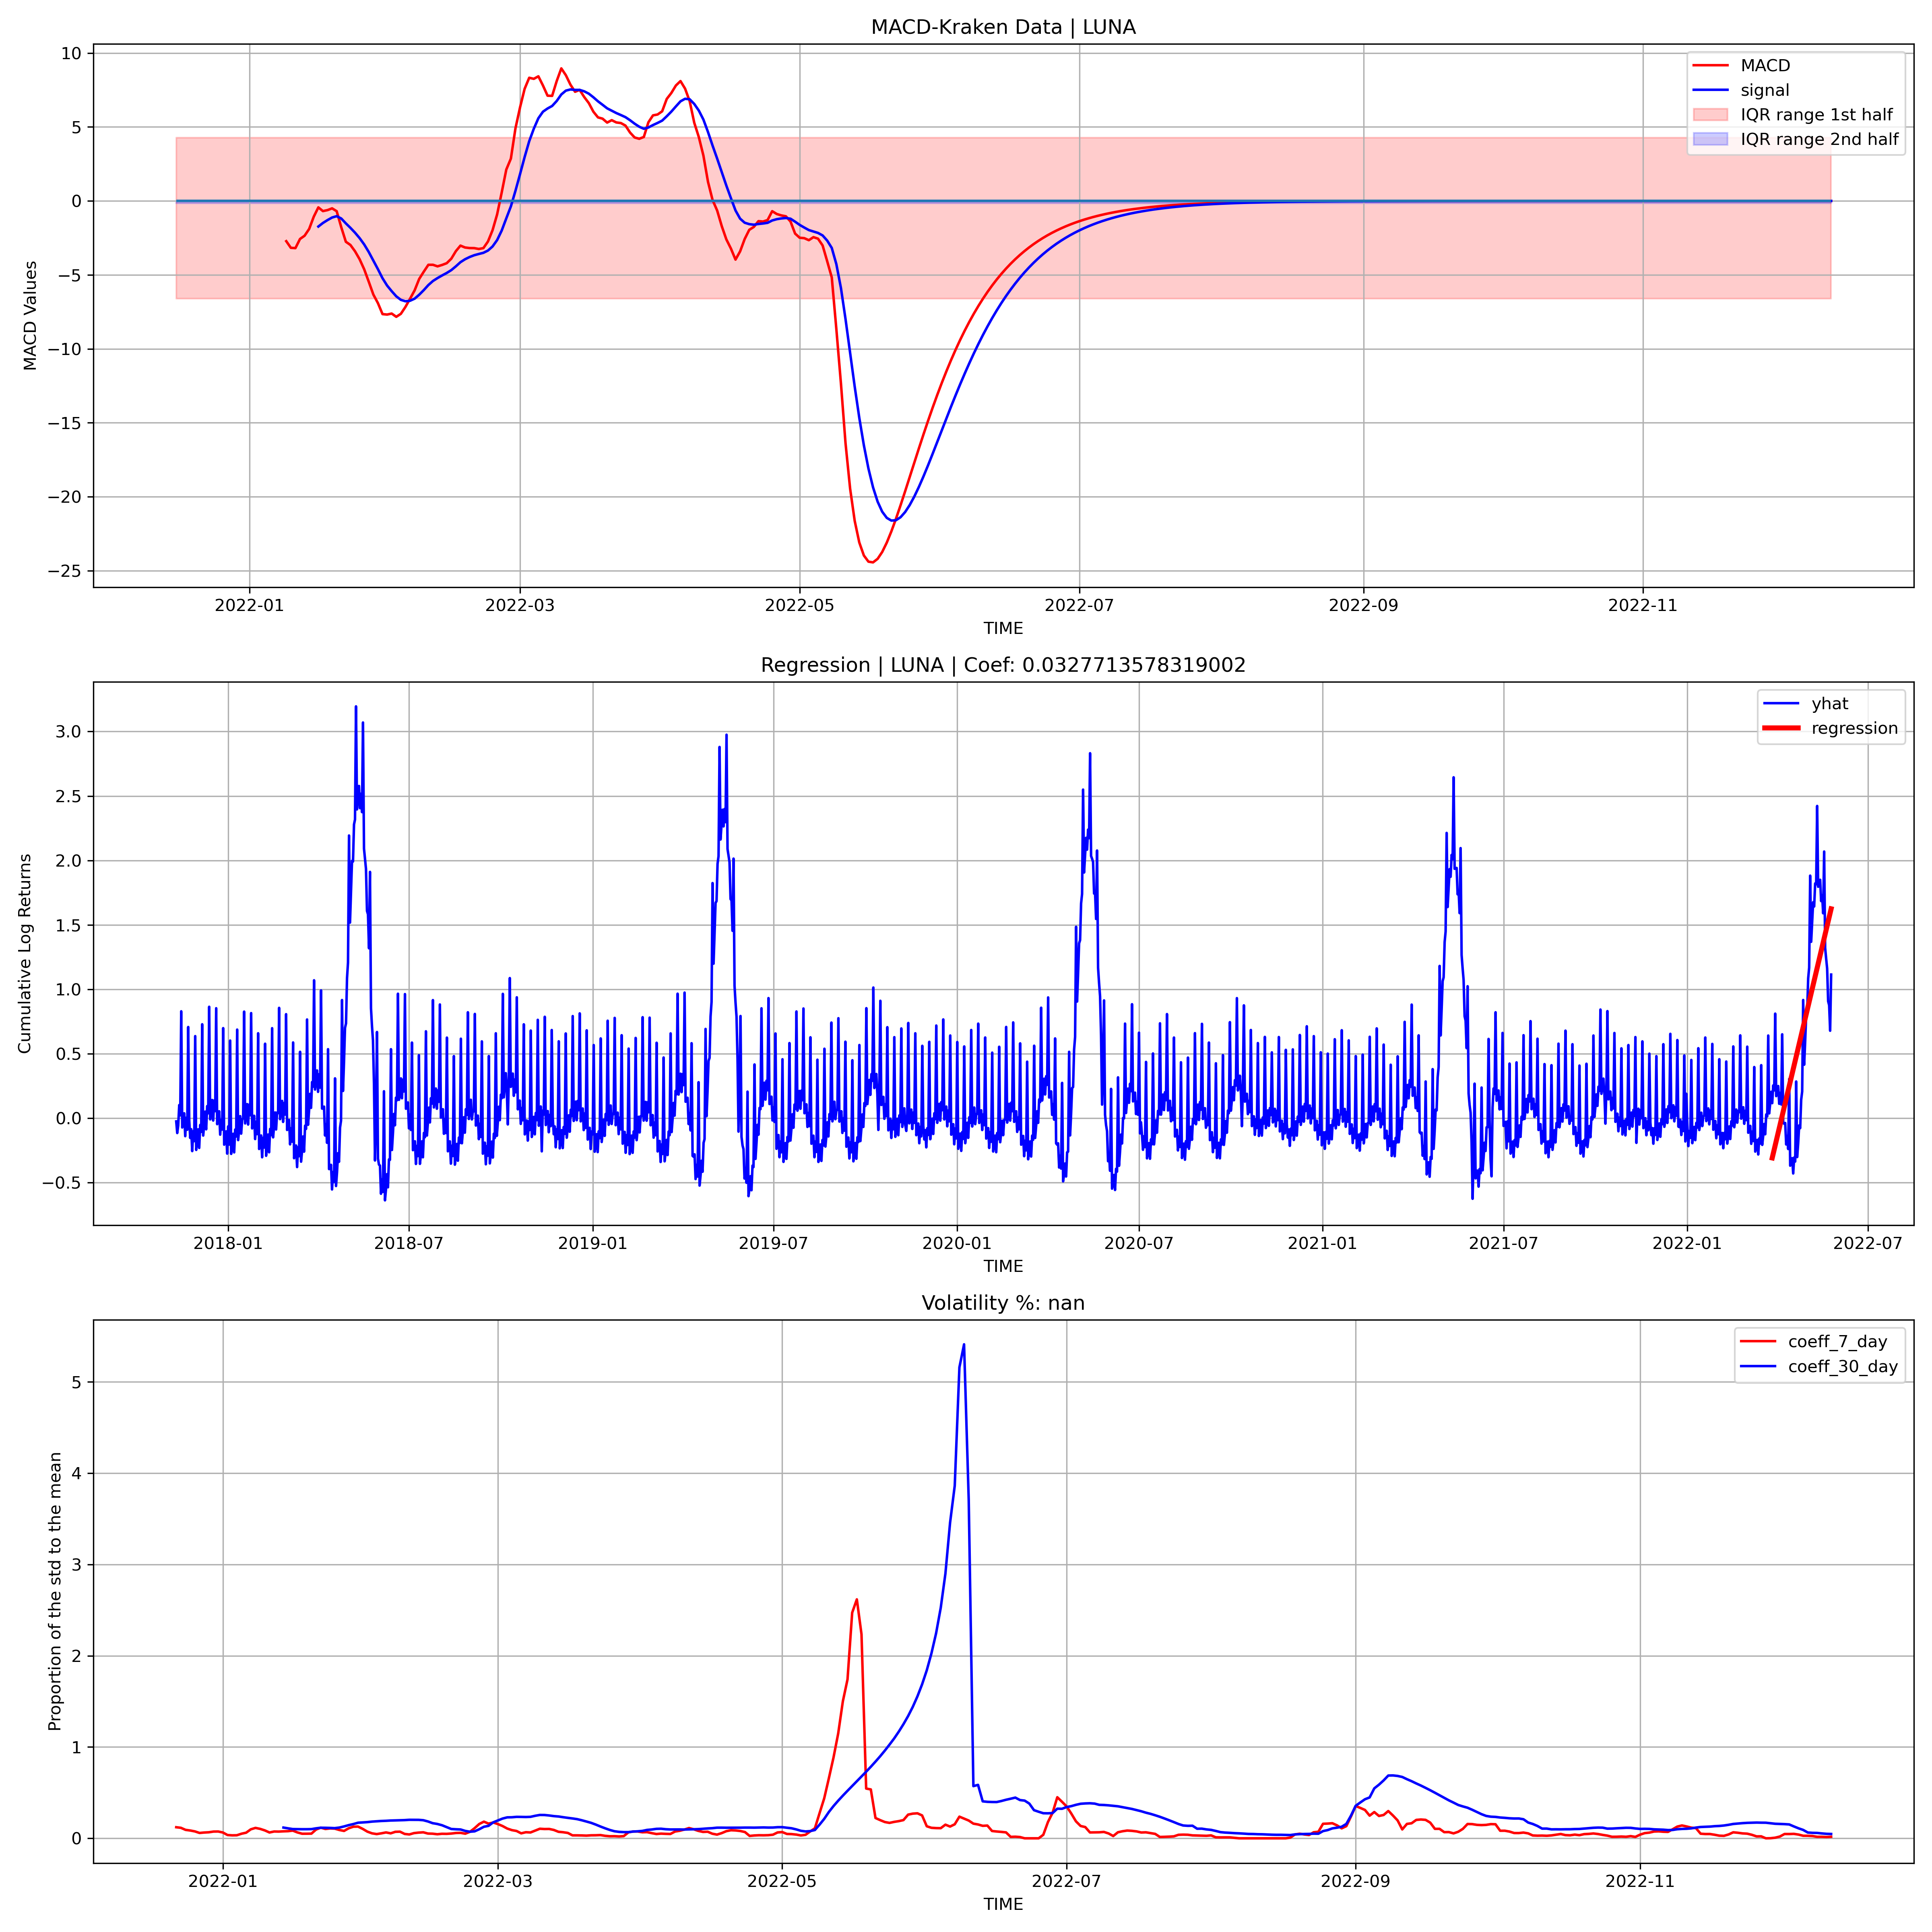 MACD-Kraken Data | LUNA
MACD Values
10
5
0
−5
−10
−15
−20
−25
MACD
signal
IQR range 1st half
IQR range 2nd half
2022-01 2022-03 2022-05 2022-07 2022-09 2022-11
TIME
Regression | LUNA | Coef: 0.0327713578319002
Cumulative Log Returns
3.0
2.5
2.0
1.5
1.0
0.5
0.0
−0.5
yhat
regression
2018-01 2018-07 2019-01 2019-07 2020-01 2020-07 2021-01 2021-07 2022-01 2022-07
TIME
Volatility %: nan
Proportion of the std to the mean
5
4
3
2
1
0
coeff_7_day
coeff_30_day
2022-01 2022-03 2022-05 2022-07 2022-09 2022-11
TIME